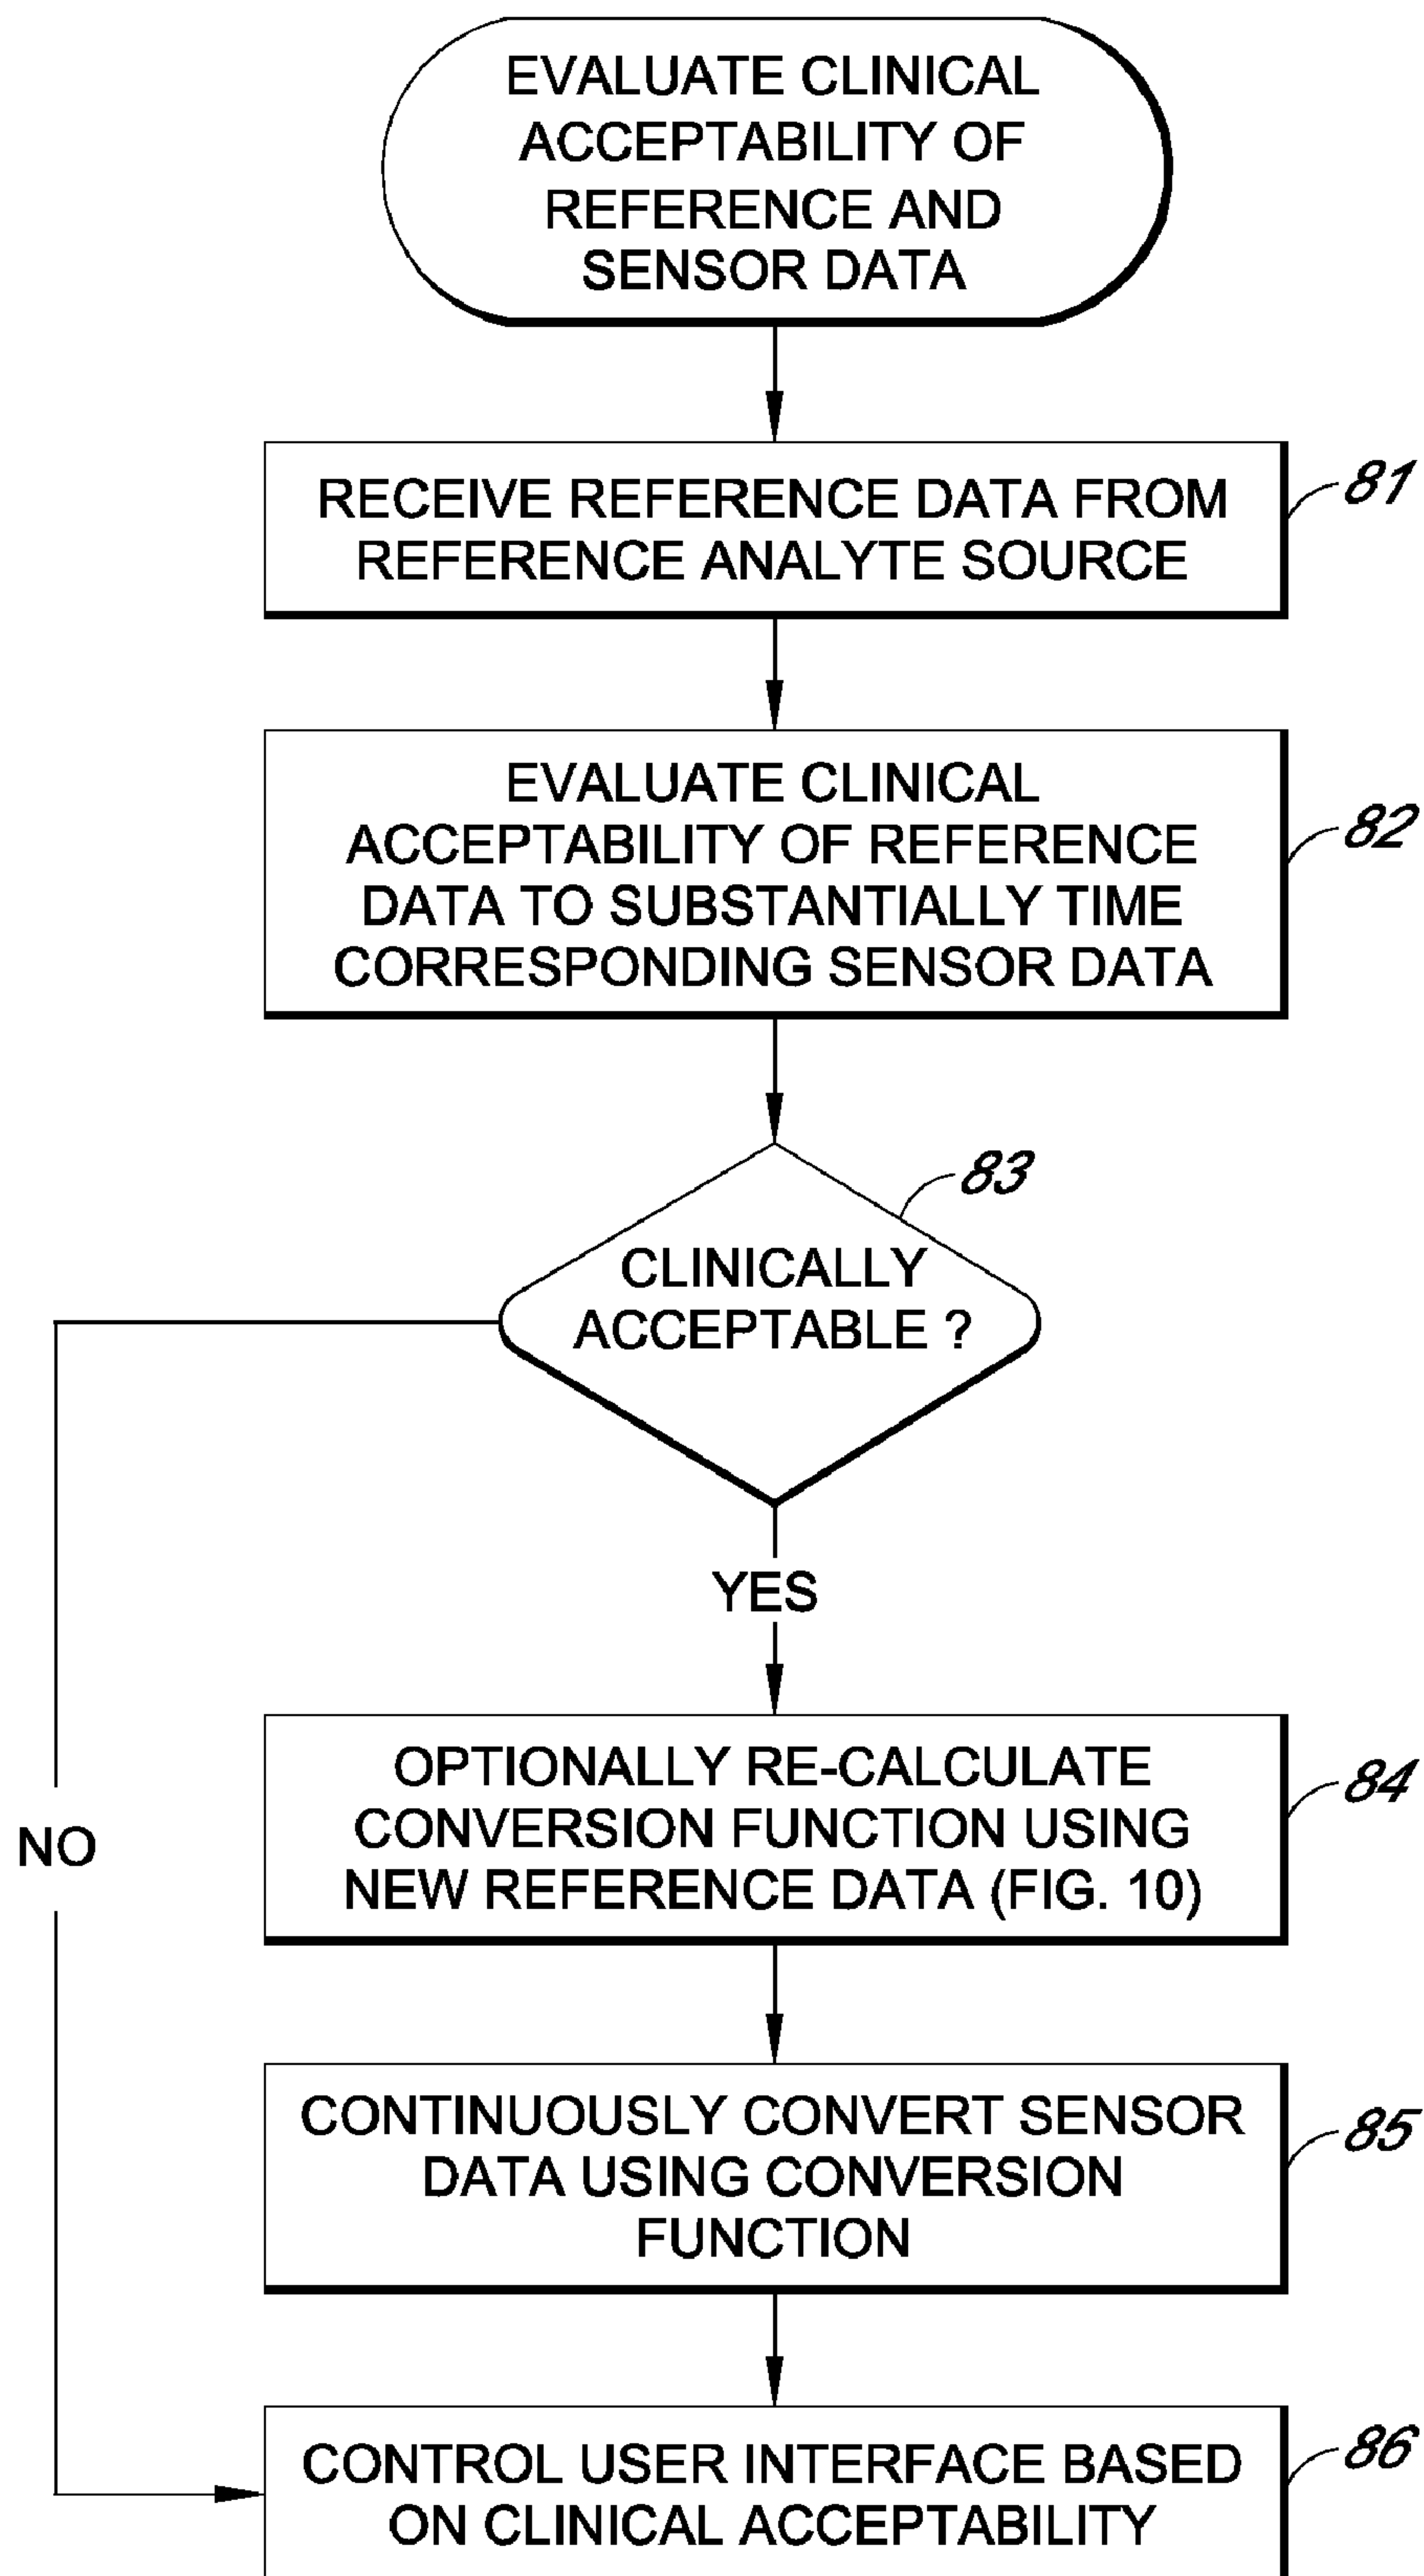 EVALUATE CLINICAL
ACCEPTABILITY OF
REFERENCE AND
SENSOR DATA
RECEIVE REFERENCE DATA FROM
REFERENCE ANALYTE SOURCE
81
EVALUATE CLINICAL
ACCEPTABILITY OF REFERENCE
DATA TO SUBSTANTIALLY TIME
CORRESPONDING SENSOR DATA
82
83
CLINICALLY
ACCEPTABLE ?
YES
NO
OPTIONALLY RE-CALCULATE
CONVERSION FUNCTION USING
NEW REFERENCE DATA (FIG. 10)
84
CONTINUOUSLY CONVERT SENSOR
DATA USING CONVERSION
FUNCTION
85
CONTROL USER INTERFACE BASED
ON CLINICAL ACCEPTABILITY
86